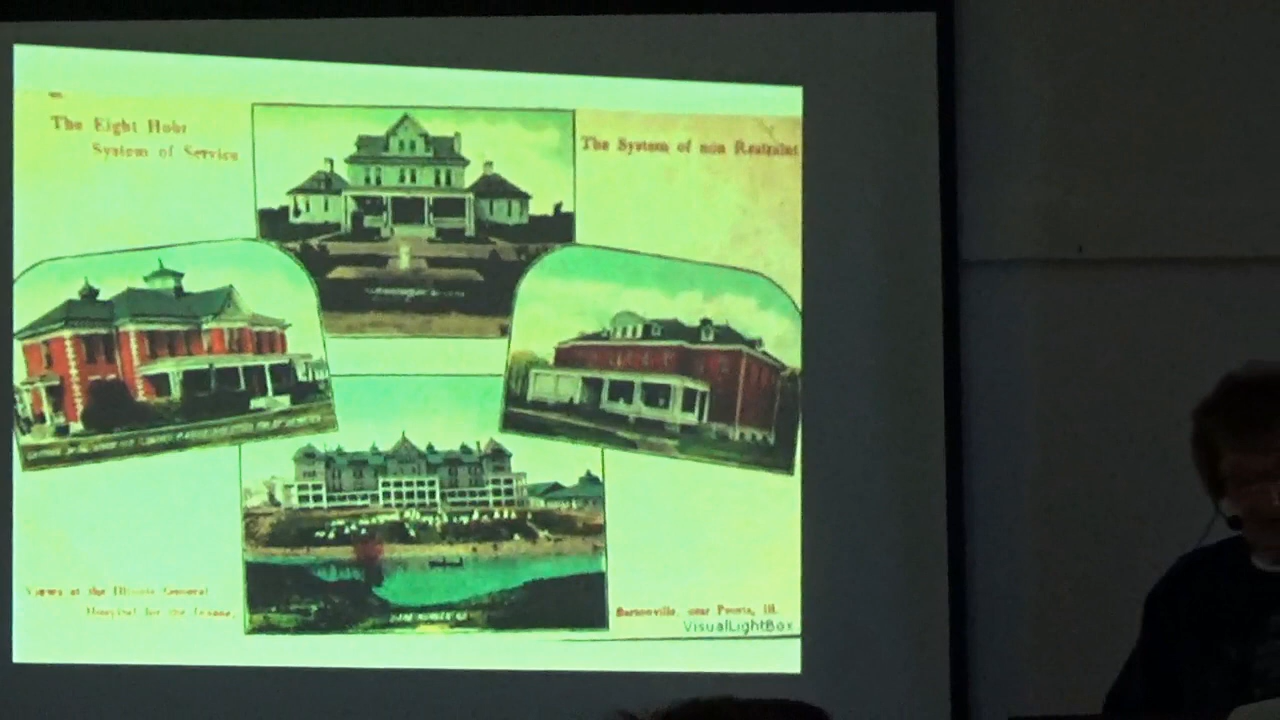 The Eight Hour
System of Service
The System of non Restraint
Views at the Illinois General
Hospital for the Insane,
Bartonville, near Peoria, Ill.
VisualLightBox